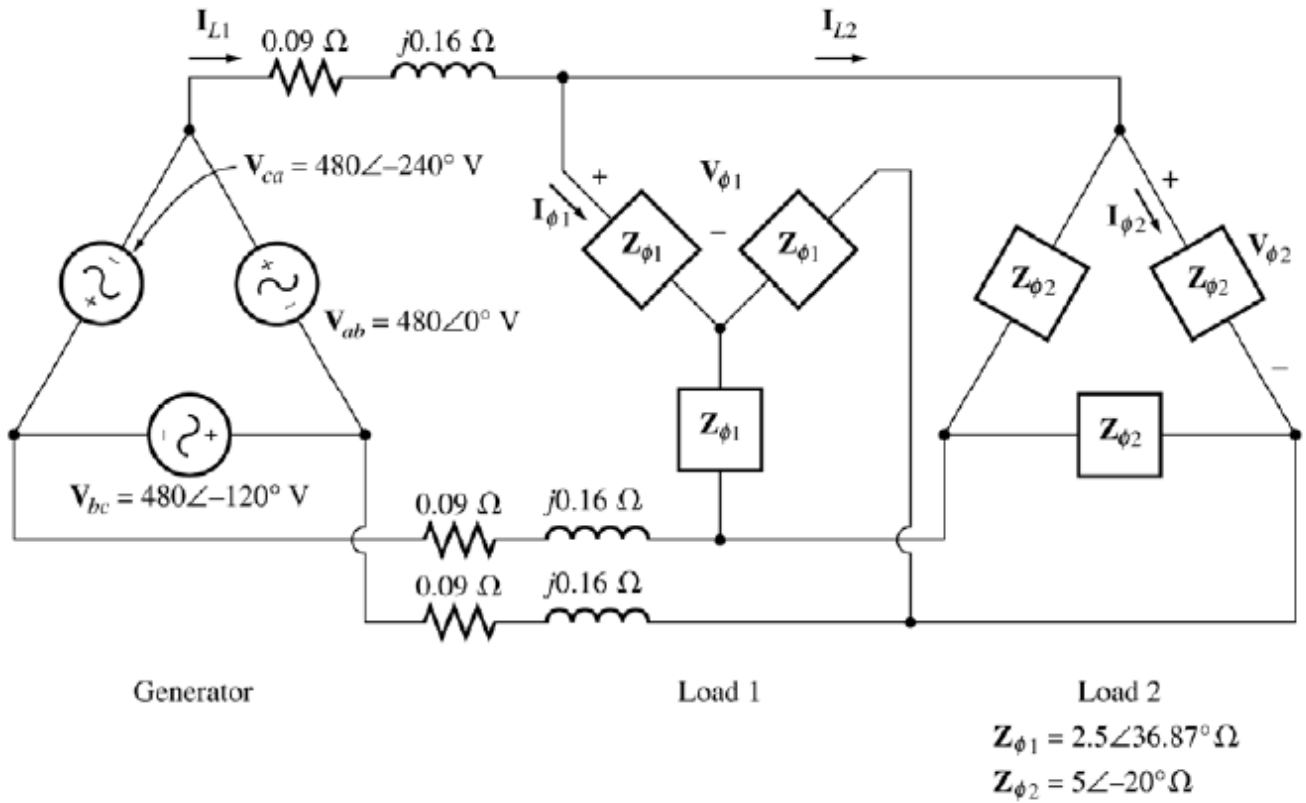 I_L1
0.09 Ω
j0.16 Ω
I_L2
V_ca = 480∠–240° V
V_ab = 480∠0° V
V_bc = 480∠–120° V
+
V_ϕ1
I_ϕ1
–
Z_ϕ1
Z_ϕ1
Z_ϕ1
+
I_ϕ2
V_ϕ2
Z_ϕ2
Z_ϕ2
–
Z_ϕ2
0.09 Ω
j0.16 Ω
0.09 Ω
j0.16 Ω
Generator
Load 1
Load 2
Z_ϕ1 = 2.5∠36.87° Ω
Z_ϕ2 = 5∠–20° Ω